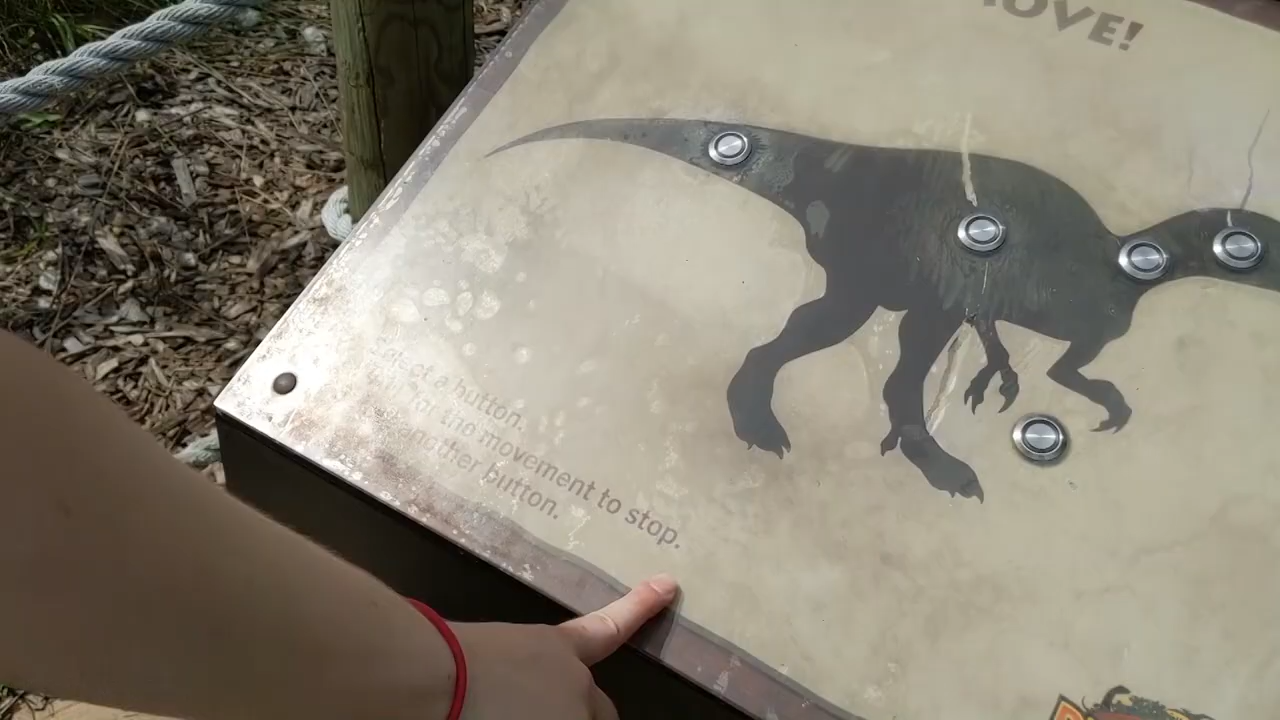 OVE!
Select a button.
for the movement to stop.
another button.